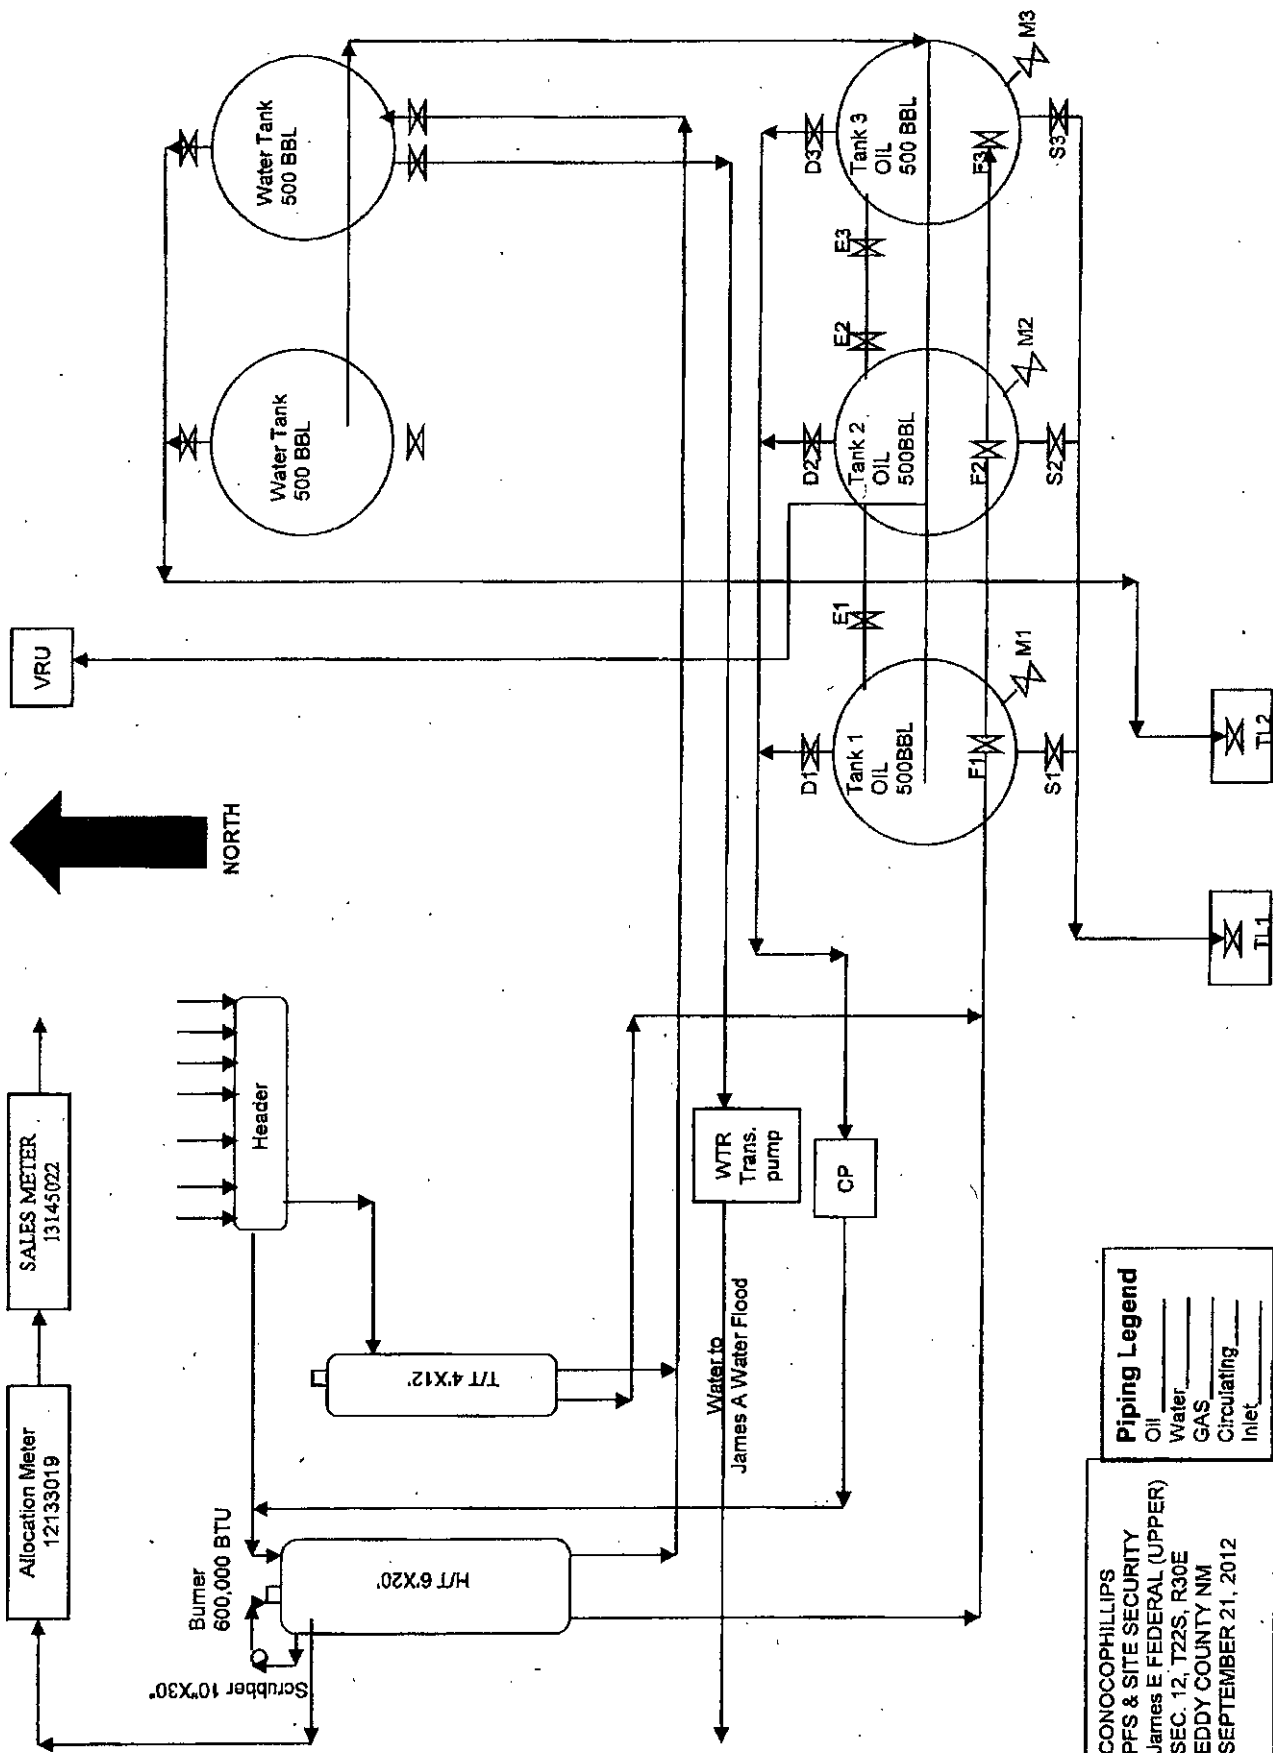 Allocation Meter
12133019
SALES METER
13145022
NORTH
VRU
Water Tank
500 BBL
Water Tank
500 BBL
Burner
600,000 BTU
Scrubber 10"X30"
H/T 6'X20'
T/T 4'X12'
Header
WTR
Trans.
pump
CP
Water to
James A Water Flood
D1
D2
D3
E1
E2
E3
Tank 1
OIL
500BBL
Tank 2
OIL
500BBL
Tank 3
OIL
500 BBL
F1
F2
F3
M1
M2
M3
S1
S2
S3
TL1
TL2
Piping Legend
Oil
Water
GAS
Circulating
Inlet
CONOCOPHILLIPS
PFS & SITE SECURITY
James E FEDERAL (UPPER)
SEC. 12, T22S, R30E
EDDY COUNTY NM
SEPTEMBER 21, 2012